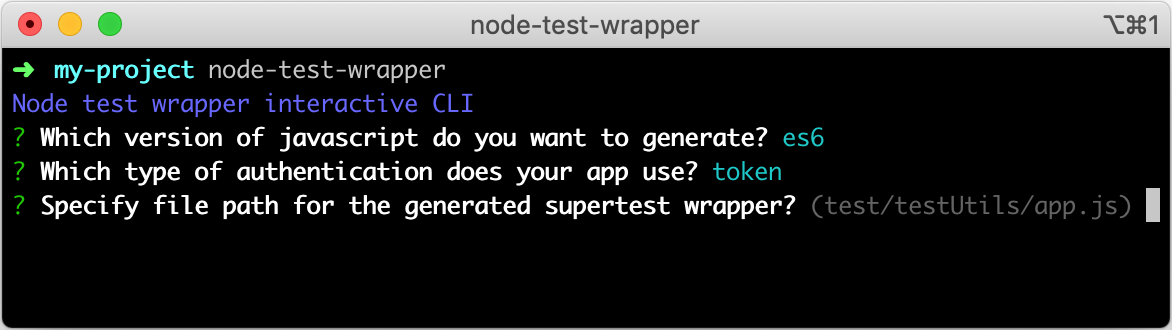 node-test-wrapper ⌥⌘1
➜ my-project node-test-wrapper
Node test wrapper interactive CLI
? Which version of javascript do you want to generate? es6
? Which type of authentication does your app use? token
? Specify file path for the generated supertest wrapper? (test/testUtils/app.js)